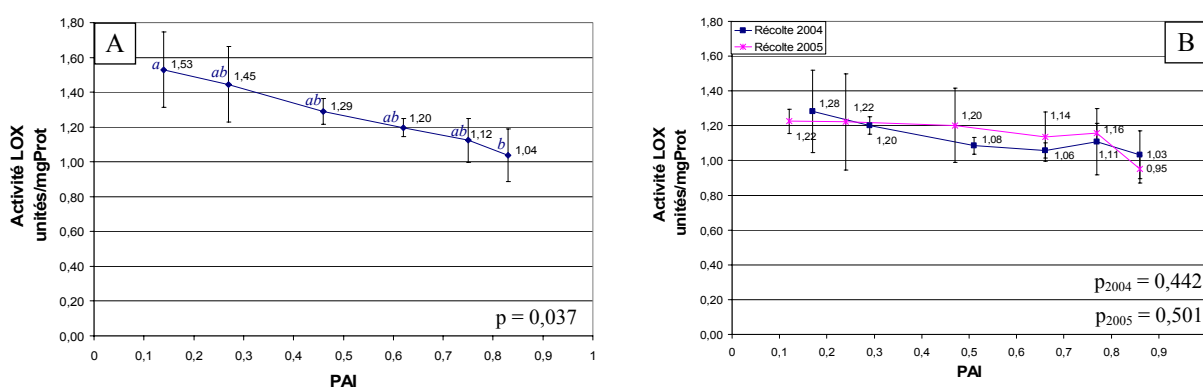 A
Activité LOX
unités/mgProt
1,80
1,60
1,40
1,20
1,00
0,80
0,60
0,40
0,20
0,00
a 1,53
ab 1,45
ab 1,29
ab 1,20
ab 1,12
b 1,04
p = 0,037
0 0,1 0,2 0,3 0,4 0,5 0,6 0,7 0,8 0,9 1
PAI
B
Récolte 2004
Récolte 2005
Activité LOX
unités/mgProt
1,80
1,60
1,40
1,20
1,00
0,80
0,60
0,40
0,20
0,00
1,28
1,22
1,22
1,20
1,20
1,08
1,14
1,06
1,16
1,11
1,03
0,95
p2004 = 0,442
p2005 = 0,501
0 0,1 0,2 0,3 0,4 0,5 0,6 0,7 0,8 0,9
PAI